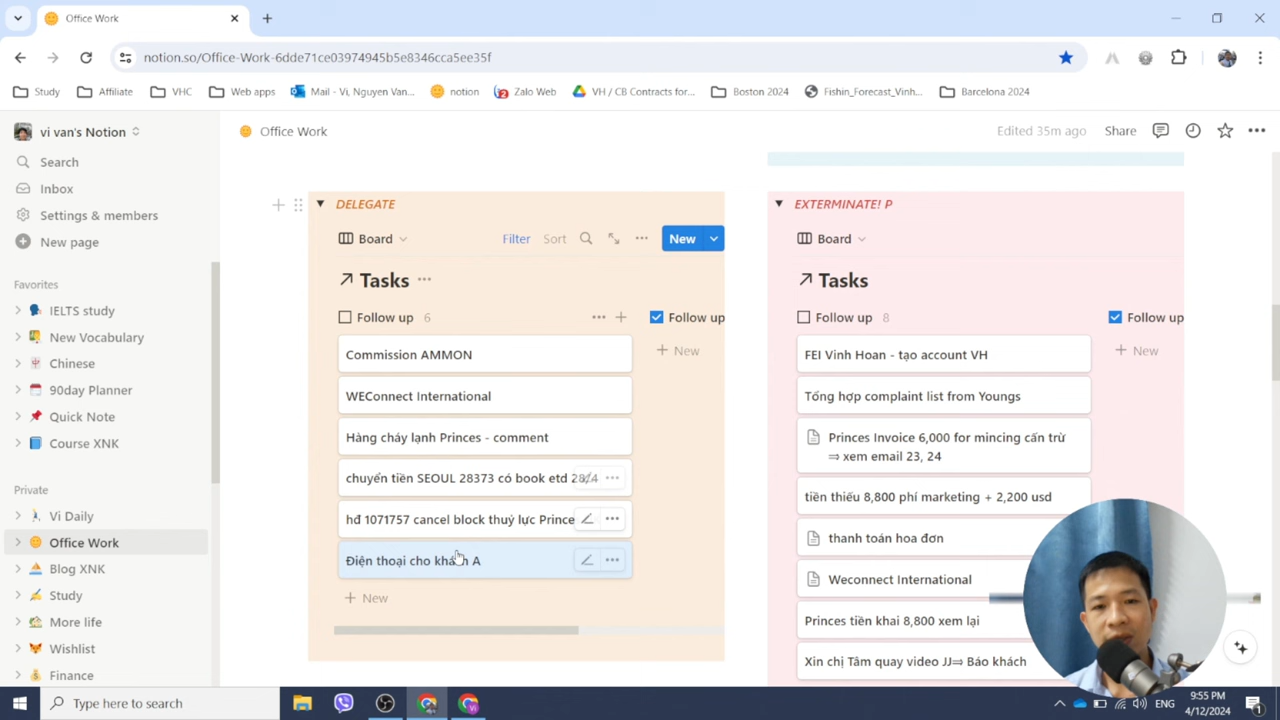 Office Work
notion.so/Office-Work-6dde71ce03974945b5e8346cca5ee35f
Study
Affiliate
VHC
Web apps
Mail - Vi, Nguyen Van...
notion
Zalo Web
VH / CB Contracts for...
Boston 2024
Fishin_Forecast_Vinh...
Barcelona 2024
vi van's Notion
Office Work
Edited 35m ago
Share
Search
Inbox
Settings & members
New page
Favorites
IELTS study
New Vocabulary
Chinese
90day Planner
Quick Note
Course XNK
Private
Vi Daily
Office Work
Blog XNK
Study
More life
Wishlist
Finance
DELEGATE
Board
Filter
Sort
New
Tasks
Follow up 6
Follow up
Commission AMMON
WEConnect International
Hàng cháy lạnh Princes - comment
chuyển tiền SEOUL 28373 có book etd
hđ 1071757 cancel block thuỷ lực Prince
Điện thoại cho khách A
New
New
EXTERMINATE! P
Board
Tasks
Follow up 8
Follow up
FEI Vinh Hoan - tạo account VH
Tổng hợp complaint list from Youngs
Princes Invoice 6,000 for mincing cấn trừ
⇒ xem email 23, 24
tiền thiếu 8,800 phí marketing + 2,200 usd
thanh toán hoa đơn
Weconnect International
Princes tiền khai 8,800 xem lại
Xin chị Tâm quay video JJ⇒ Báo khách
New
Type here to search
ENG
9:55 PM
4/12/2024
1